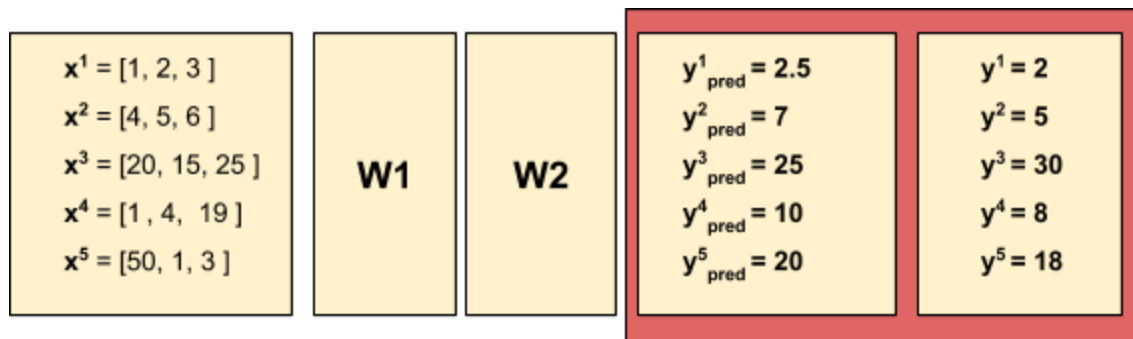 x¹ = [1, 2, 3 ]
x² = [4, 5, 6 ]
x³ = [20, 15, 25 ]
x⁴ = [1 , 4,  19 ]
x⁵ = [50, 1, 3 ]
W1
W2
y¹pred = 2.5
y²pred = 7
y³pred = 25
y⁴pred = 10
y⁵pred = 20
y¹ = 2
y² = 5
y³ = 30
y⁴ = 8
y⁵ = 18